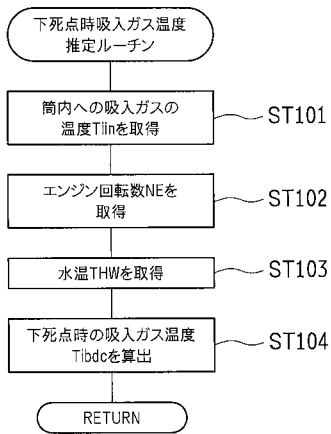 下死点時吸入ガス温度
推定ルーチン
筒内への吸入ガスの
温度Tiinを取得
ST101
エンジン回転数NEを
取得
ST102
水温THWを取得
ST103
下死点時の吸入ガス温度
Tibdcを算出
ST104
RETURN